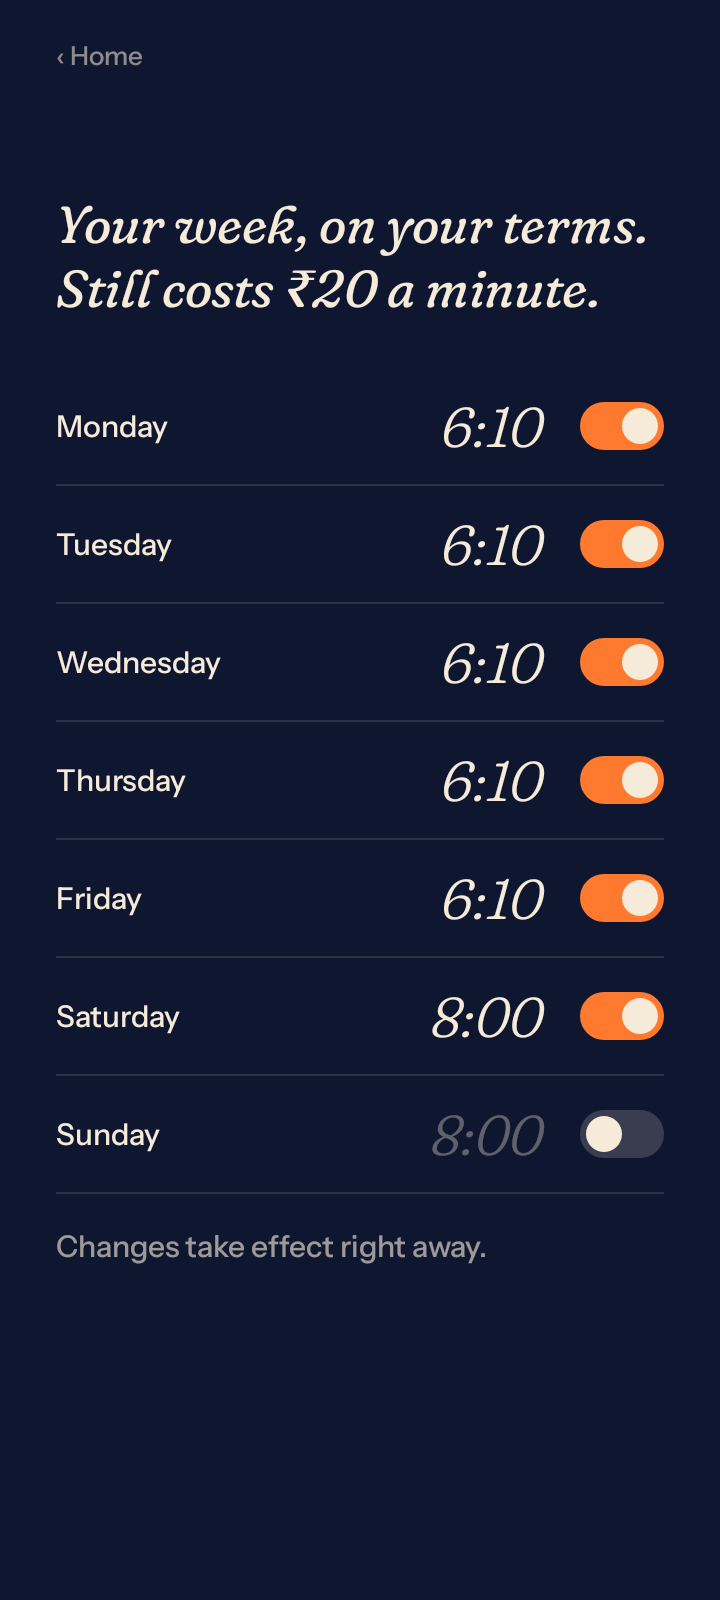 ‹ Home
Your week, on your terms.
Still costs ₹20 a minute.
Monday 6:10
Tuesday 6:10
Wednesday 6:10
Thursday 6:10
Friday 6:10
Saturday 8:00
Sunday 8:00
Changes take effect right away.